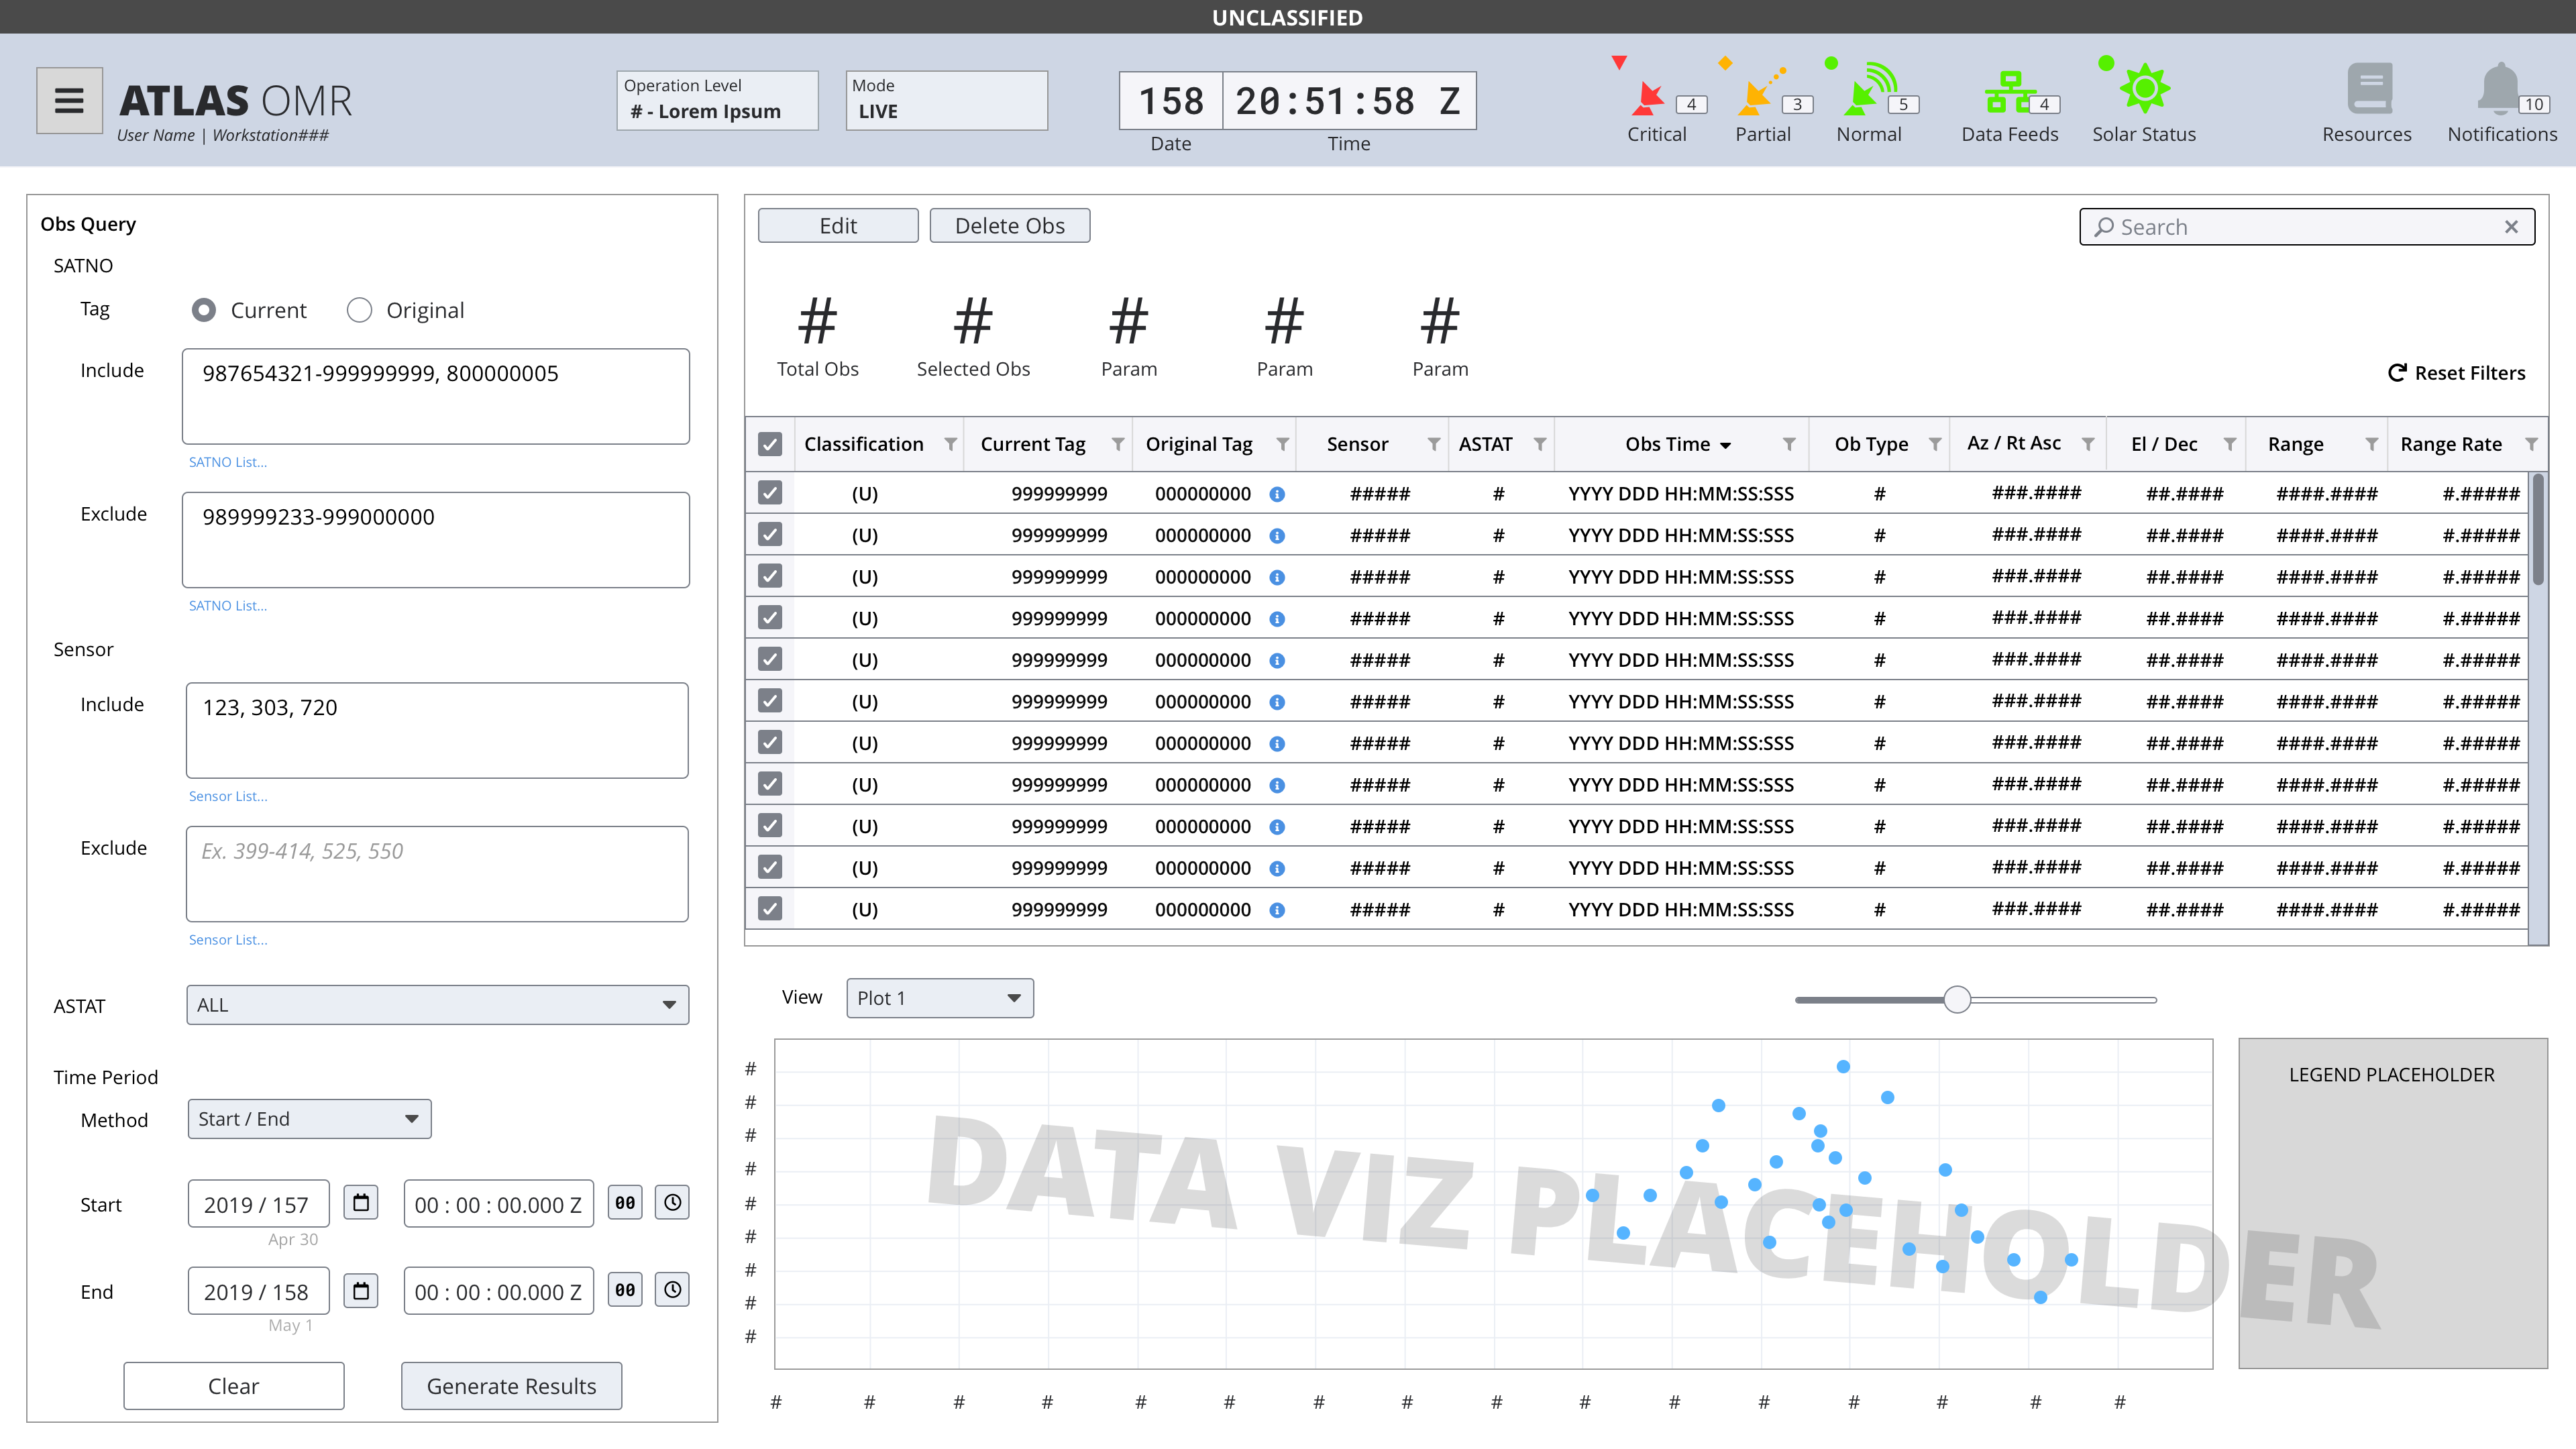 UNCLASSIFIED
ATLAS OMR
User Name | Workstation###
Operation Level
# - Lorem Ipsum
Mode
LIVE
158 20:51:58 Z
Date Time
4 3 5 4 10
Critical Partial Normal Data Feeds Solar Status Resources Notifications
Obs Query
SATNO
Tag Current Original
Include 987654321-999999999, 800000005
SATNO List...
Exclude 989999233-999000000
SATNO List...
Sensor
Include 123, 303, 720
Sensor List...
Exclude Ex. 399-414, 525, 550
Sensor List...
ASTAT ALL
Time Period
Method Start / End
Start 2019 / 157 00 : 00 : 00.000 Z 00
Apr 30
End 2019 / 158 00 : 00 : 00.000 Z 00
May 1
Clear Generate Results
Edit Delete Obs Search
# # # # #
Total Obs Selected Obs Param Param Param
Reset Filters
Classification Current Tag Original Tag Sensor ASTAT Obs Time Ob Type Az / Rt Asc El / Dec Range Range Rate
(U) 999999999 000000000 ##### # YYYY DDD HH:MM:SS:SSS # ###.#### ##.#### ####.#### #.#####
(U) 999999999 000000000 ##### # YYYY DDD HH:MM:SS:SSS # ###.#### ##.#### ####.#### #.#####
(U) 999999999 000000000 ##### # YYYY DDD HH:MM:SS:SSS # ###.#### ##.#### ####.#### #.#####
(U) 999999999 000000000 ##### # YYYY DDD HH:MM:SS:SSS # ###.#### ##.#### ####.#### #.#####
(U) 999999999 000000000 ##### # YYYY DDD HH:MM:SS:SSS # ###.#### ##.#### ####.#### #.#####
(U) 999999999 000000000 ##### # YYYY DDD HH:MM:SS:SSS # ###.#### ##.#### ####.#### #.#####
(U) 999999999 000000000 ##### # YYYY DDD HH:MM:SS:SSS # ###.#### ##.#### ####.#### #.#####
(U) 999999999 000000000 ##### # YYYY DDD HH:MM:SS:SSS # ###.#### ##.#### ####.#### #.#####
(U) 999999999 000000000 ##### # YYYY DDD HH:MM:SS:SSS # ###.#### ##.#### ####.#### #.#####
(U) 999999999 000000000 ##### # YYYY DDD HH:MM:SS:SSS # ###.#### ##.#### ####.#### #.#####
(U) 999999999 000000000 ##### # YYYY DDD HH:MM:SS:SSS # ###.#### ##.#### ####.#### #.#####
View Plot 1
#
#
#
#
#
#
#
#
#
DATA VIZ PLACEHOLDER
LEGEND PLACEHOLDER
# # # # # # # # # # # # # # # #